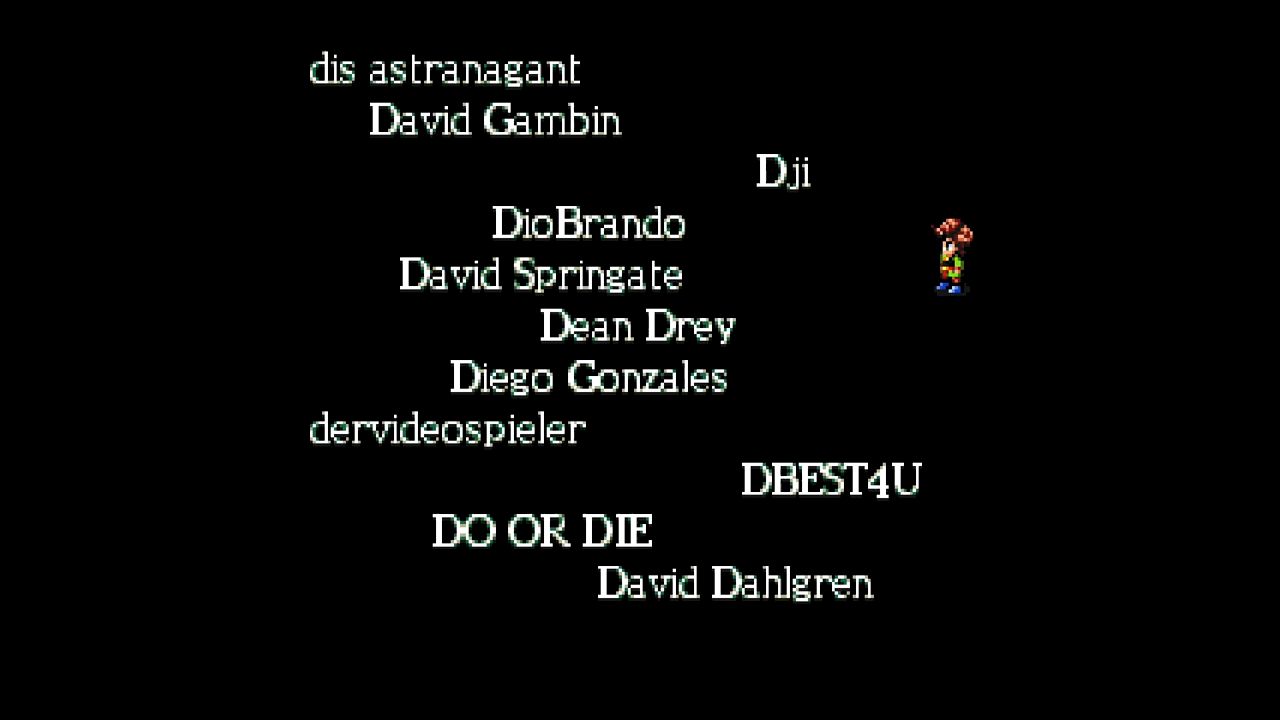 dis astranagant
David Gambin
Dji
DioBrando
David Springate
Dean Drey
Diego Gonzales
dervideospieler
DBEST4U
DO OR DIE
David Dahlgren